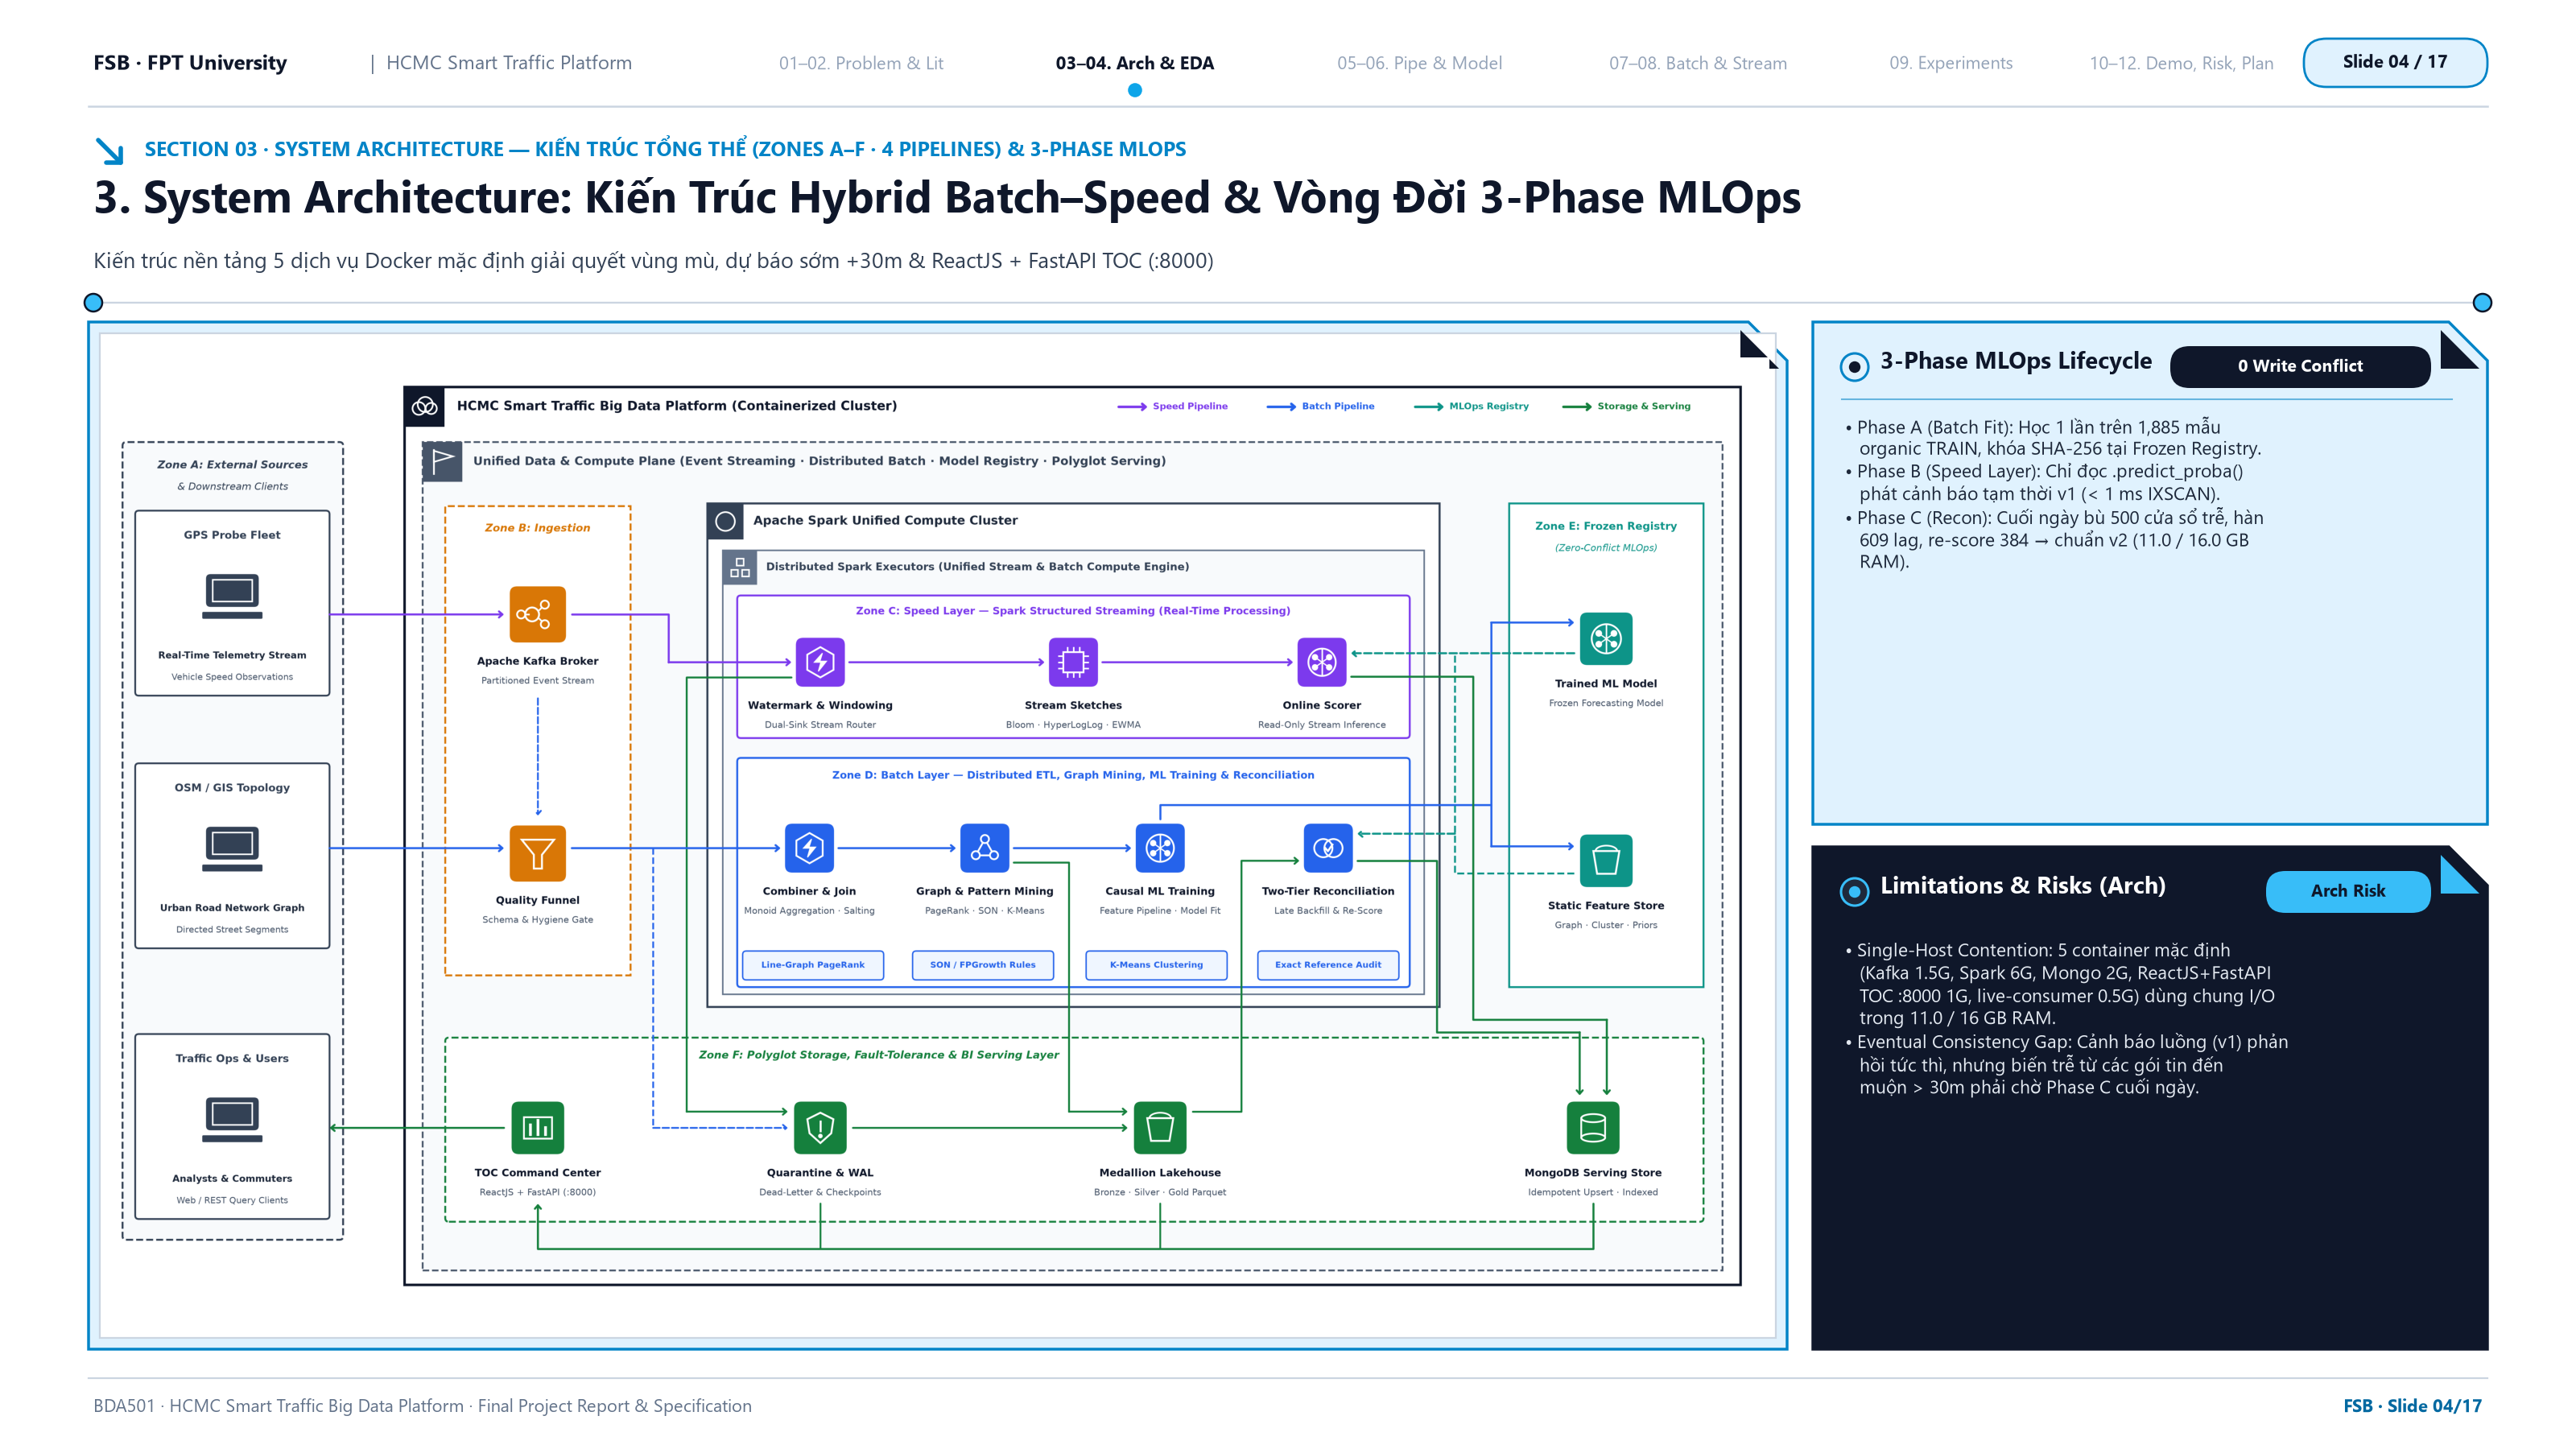 FSB · FPT University
| HCMC Smart Traffic Platform
01–02. Problem & Lit
03–04. Arch & EDA
05–06. Pipe & Model
07–08. Batch & Stream
09. Experiments
10–12. Demo, Risk, Plan
Slide 04 / 17
SECTION 03 · SYSTEM ARCHITECTURE — KIẾN TRÚC TỔNG THỂ (ZONES A–F · 4 PIPELINES) & 3-PHASE MLOPS
3. System Architecture: Kiến Trúc Hybrid Batch–Speed & Vòng Đời 3-Phase MLOps
Kiến trúc nền tảng 5 dịch vụ Docker mặc định giải quyết vùng mù, dự báo sớm +30m & ReactJS + FastAPI TOC (:8000)
HCMC Smart Traffic Big Data Platform (Containerized Cluster)
Speed Pipeline
Batch Pipeline
MLOps Registry
Storage & Serving
Unified Data & Compute Plane (Event Streaming · Distributed Batch · Model Registry · Polyglot Serving)
Zone A: External Sources
& Downstream Clients
GPS Probe Fleet
Real-Time Telemetry Stream
Vehicle Speed Observations
OSM / GIS Topology
Urban Road Network Graph
Directed Street Segments
Traffic Ops & Users
Analysts & Commuters
Web / REST Query Clients
Zone B: Ingestion
Apache Kafka Broker
Partitioned Event Stream
Quality Funnel
Schema & Hygiene Gate
Apache Spark Unified Compute Cluster
Distributed Spark Executors (Unified Stream & Batch Compute Engine)
Zone C: Speed Layer — Spark Structured Streaming (Real-Time Processing)
Watermark & Windowing
Dual-Sink Stream Router
Stream Sketches
Bloom · HyperLogLog · EWMA
Online Scorer
Read-Only Stream Inference
Zone D: Batch Layer — Distributed ETL, Graph Mining, ML Training & Reconciliation
Combiner & Join
Monoid Aggregation · Salting
Graph & Pattern Mining
PageRank · SON · K-Means
Causal ML Training
Feature Pipeline · Model Fit
Two-Tier Reconciliation
Late Backfill & Re-Score
Line-Graph PageRank
SON / FPGrowth Rules
K-Means Clustering
Exact Reference Audit
Zone E: Frozen Registry
(Zero-Conflict MLOps)
Trained ML Model
Frozen Forecasting Model
Static Feature Store
Graph · Cluster · Priors
Zone F: Polyglot Storage, Fault-Tolerance & BI Serving Layer
TOC Command Center
ReactJS + FastAPI (:8000)
Quarantine & WAL
Dead-Letter & Checkpoints
Medallion Lakehouse
Bronze · Silver · Gold Parquet
MongoDB Serving Store
Idempotent Upsert · Indexed
3-Phase MLOps Lifecycle
0 Write Conflict
• Phase A (Batch Fit): Học 1 lần trên 1,885 mẫu
organic TRAIN, khóa SHA-256 tại Frozen Registry.
• Phase B (Speed Layer): Chỉ đọc .predict_proba()
phát cảnh báo tạm thời v1 (< 1 ms IXSCAN).
• Phase C (Recon): Cuối ngày bù 500 cửa sổ trễ, hàn
609 lag, re-score 384 → chuẩn v2 (11.0 / 16.0 GB
RAM).
Limitations & Risks (Arch)
Arch Risk
• Single-Host Contention: 5 container mặc định
(Kafka 1.5G, Spark 6G, Mongo 2G, ReactJS+FastAPI
TOC :8000 1G, live-consumer 0.5G) dùng chung I/O
trong 11.0 / 16 GB RAM.
• Eventual Consistency Gap: Cảnh báo luồng (v1) phản
hồi tức thì, nhưng biến trễ từ các gói tin đến
muộn > 30m phải chờ Phase C cuối ngày.
BDA501 · HCMC Smart Traffic Big Data Platform · Final Project Report & Specification
FSB · Slide 04/17